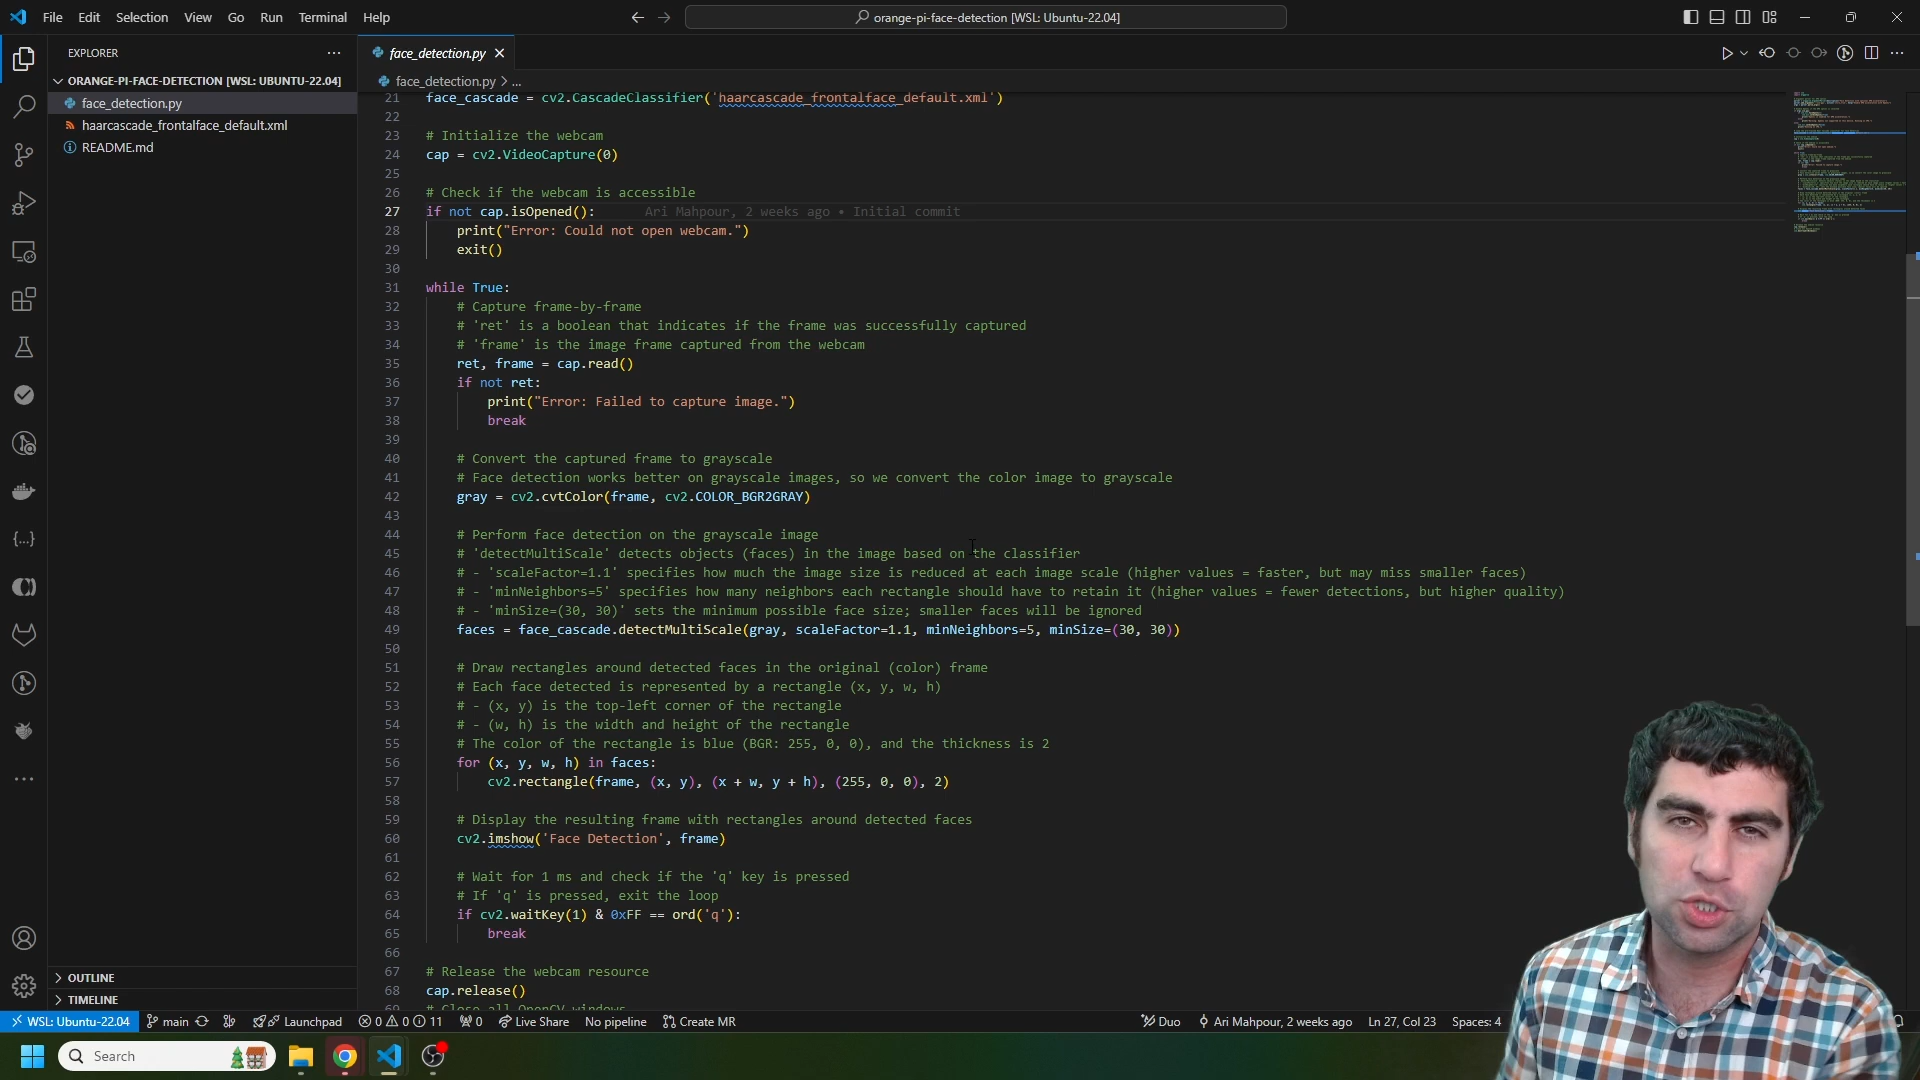 File Edit Selection View Go Run Terminal Help
orange-pi-face-detection [WSL: Ubuntu-22.04]
EXPLORER
ORANGE-PI-FACE-DETECTION [WSL: UBUNTU-22.04]
face_detection.py
haarcascade_frontalface_default.xml
README.md
OUTLINE
TIMELINE
face_detection.py
face_detection.py > ...
21 face_cascade = cv2.CascadeClassifier('haarcascade_frontalface_default.xml')
22
23 # Initialize the webcam
24 cap = cv2.VideoCapture(0)
25
26 # Check if the webcam is accessible
27 if not cap.isOpened(): Ari Mahpour, 2 weeks ago • Initial commit
28 print("Error: Could not open webcam.")
29 exit()
30
31 while True:
32 # Capture frame-by-frame
33 # 'ret' is a boolean that indicates if the frame was successfully captured
34 # 'frame' is the image frame captured from the webcam
35 ret, frame = cap.read()
36 if not ret:
37 print("Error: Failed to capture image.")
38 break
39
40 # Convert the captured frame to grayscale
41 # Face detection works better on grayscale images, so we convert the color image to grayscale
42 gray = cv2.cvtColor(frame, cv2.COLOR_BGR2GRAY)
43
44 # Perform face detection on the grayscale image
45 # 'detectMultiScale' detects objects (faces) in the image based on the classifier
46 # - 'scaleFactor=1.1' specifies how much the image size is reduced at each image scale (higher values = faster, but may miss smaller faces)
47 # - 'minNeighbors=5' specifies how many neighbors each rectangle should have to retain it (higher values = fewer detections, but higher quality)
48 # - 'minSize=(30, 30)' sets the minimum possible face size; smaller faces will be ignored
49 faces = face_cascade.detectMultiScale(gray, scaleFactor=1.1, minNeighbors=5, minSize=(30, 30))
50
51 # Draw rectangles around detected faces in the original (color) frame
52 # Each face detected is represented by a rectangle (x, y, w, h)
53 # - (x, y) is the top-left corner of the rectangle
54 # - (w, h) is the width and height of the rectangle
55 # The color of the rectangle is blue (BGR: 255, 0, 0), and the thickness is 2
56 for (x, y, w, h) in faces:
57 cv2.rectangle(frame, (x, y), (x + w, y + h), (255, 0, 0), 2)
58
59 # Display the resulting frame with rectangles around detected faces
60 cv2.imshow('Face Detection', frame)
61
62 # Wait for 1 ms and check if the 'q' key is pressed
63 # If 'q' is pressed, exit the loop
64 if cv2.waitKey(1) & 0xFF == ord('q'):
65 break
66
67 # Release the webcam resource
68 cap.release()
69 # Close all OpenCV windows
WSL: Ubuntu-22.04 main Launchpad 0 0 11 0 Live Share No pipeline Create MR Duo Ari Mahpour, 2 weeks ago Ln 27, Col 23 Spaces: 4
Search